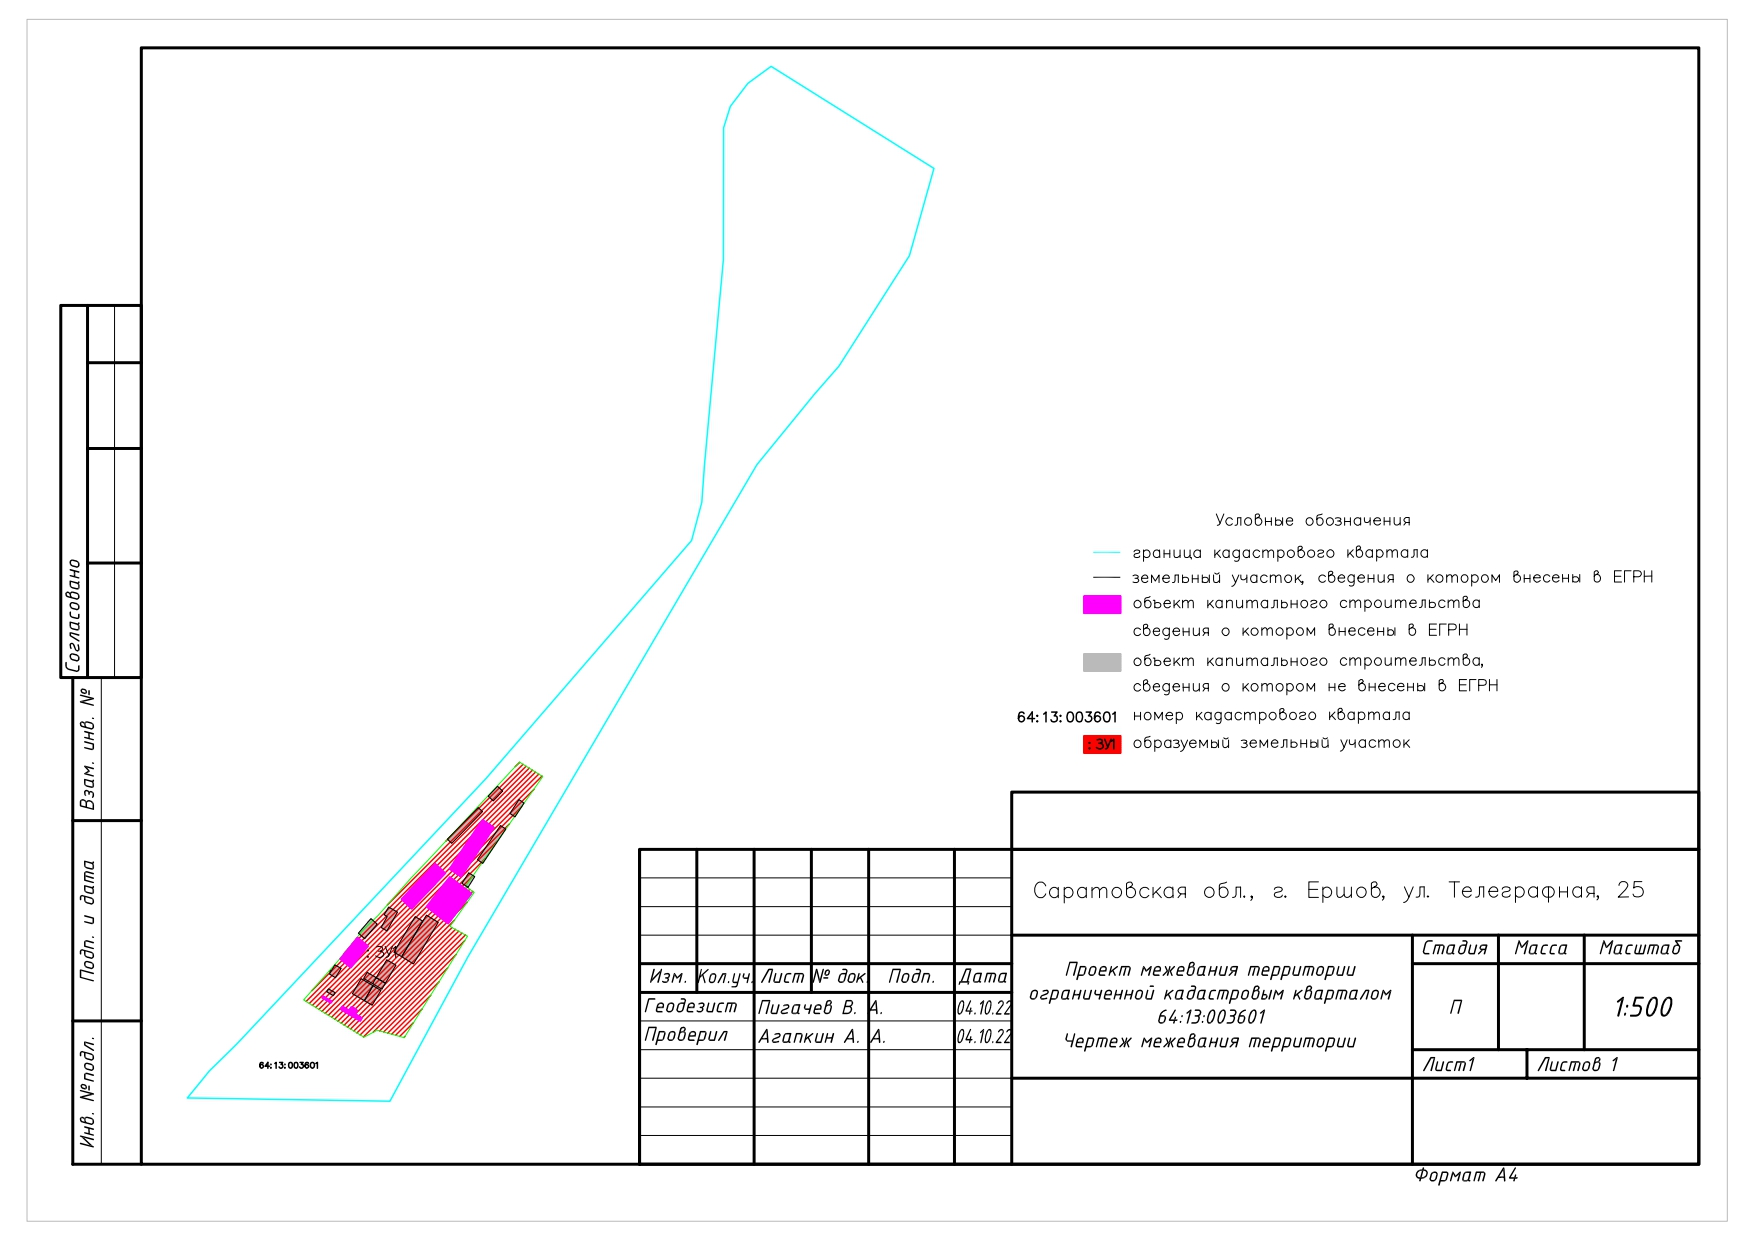 Условные обозначения
граница кадастрового квартала
земельный участок, сведения о котором внесены в ЕГРН
объект капитального строительства
сведения о котором внесены в ЕГРН
объект капитального строительства,
сведения о котором не внесены в ЕГРН
64:13:003601 номер кадастрового квартала
:ЗУ1 образуемый земельный участок
:ЗУ1
64:13:003601
Согласовано
Взам. инв. №
Подп. и дата
Инв. №подл.
Саратовская обл., г. Ершов, ул. Телеграфная, 25
Изм. Кол.уч. Лист № док. Подп. Дата
Геодезист Пигачев В. А. 04.10.22
Проверил Агапкин А. А. 04.10.22
Проект межевания территории
ограниченной кадастровым кварталом
64:13:003601
Чертеж межевания территории
Стадия Масса Масштаб
П 1:500
Лист1 Листов 1
Формат А4